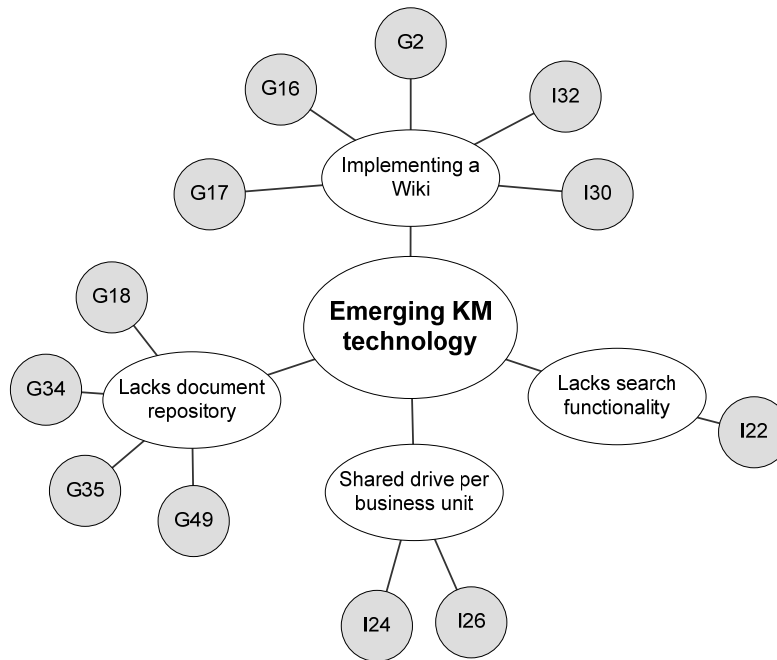 G2
G16
I32
Implementing a
Wiki
G17
I30
Emerging KM
technology
G18
Lacks document
repository
G34
G35
G49
Lacks search
functionality
I22
Shared drive per
business unit
I24
I26